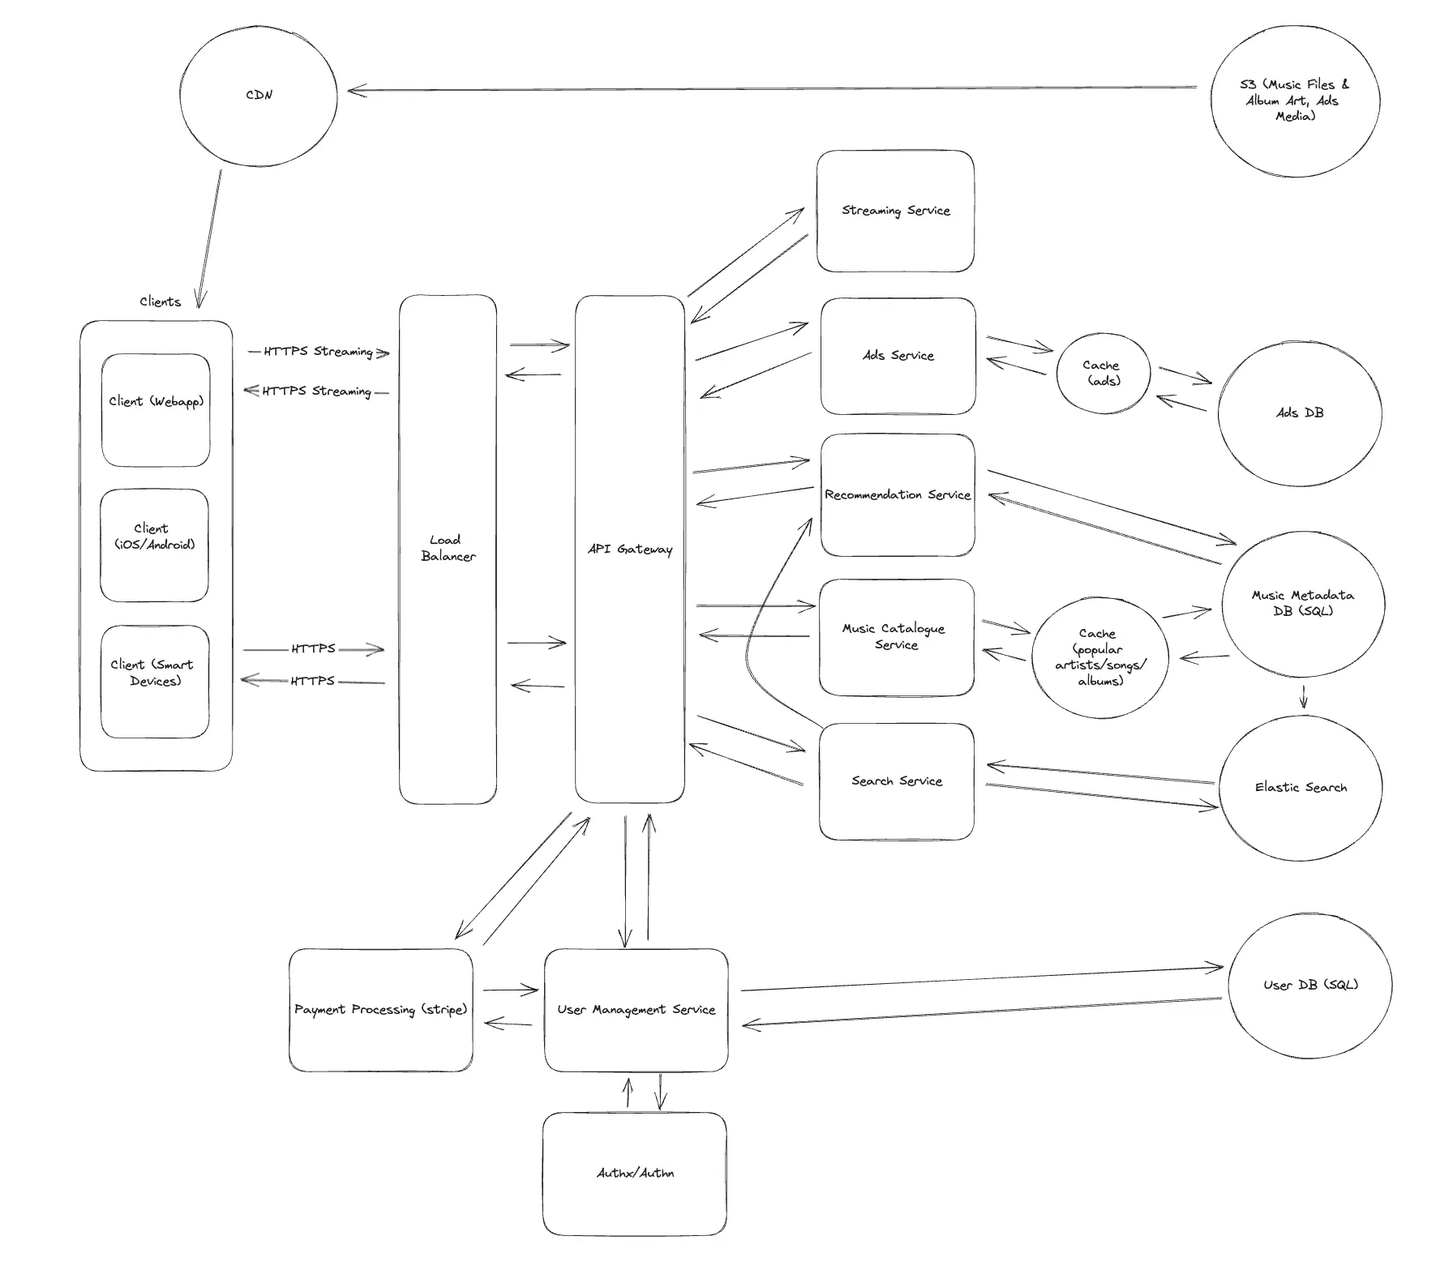 CDN
S3 (Music Files &
Album Art, Ads
Media)
Streaming Service
Clients
HTTPS Streaming
HTTPS Streaming
Client (Webapp)
Client
(iOS/Android)
Client (Smart
Devices)
HTTPS
HTTPS
Load
Balancer
API Gateway
Ads Service
Cache
(ads)
Ads DB
Recommendation Service
Music Catalogue
Service
Cache
(popular
artists/songs/
albums)
Music Metadata
DB (SQL)
Search Service
Elastic Search
Payment Processing (stripe)
User Management Service
User DB (SQL)
Authx/Authn